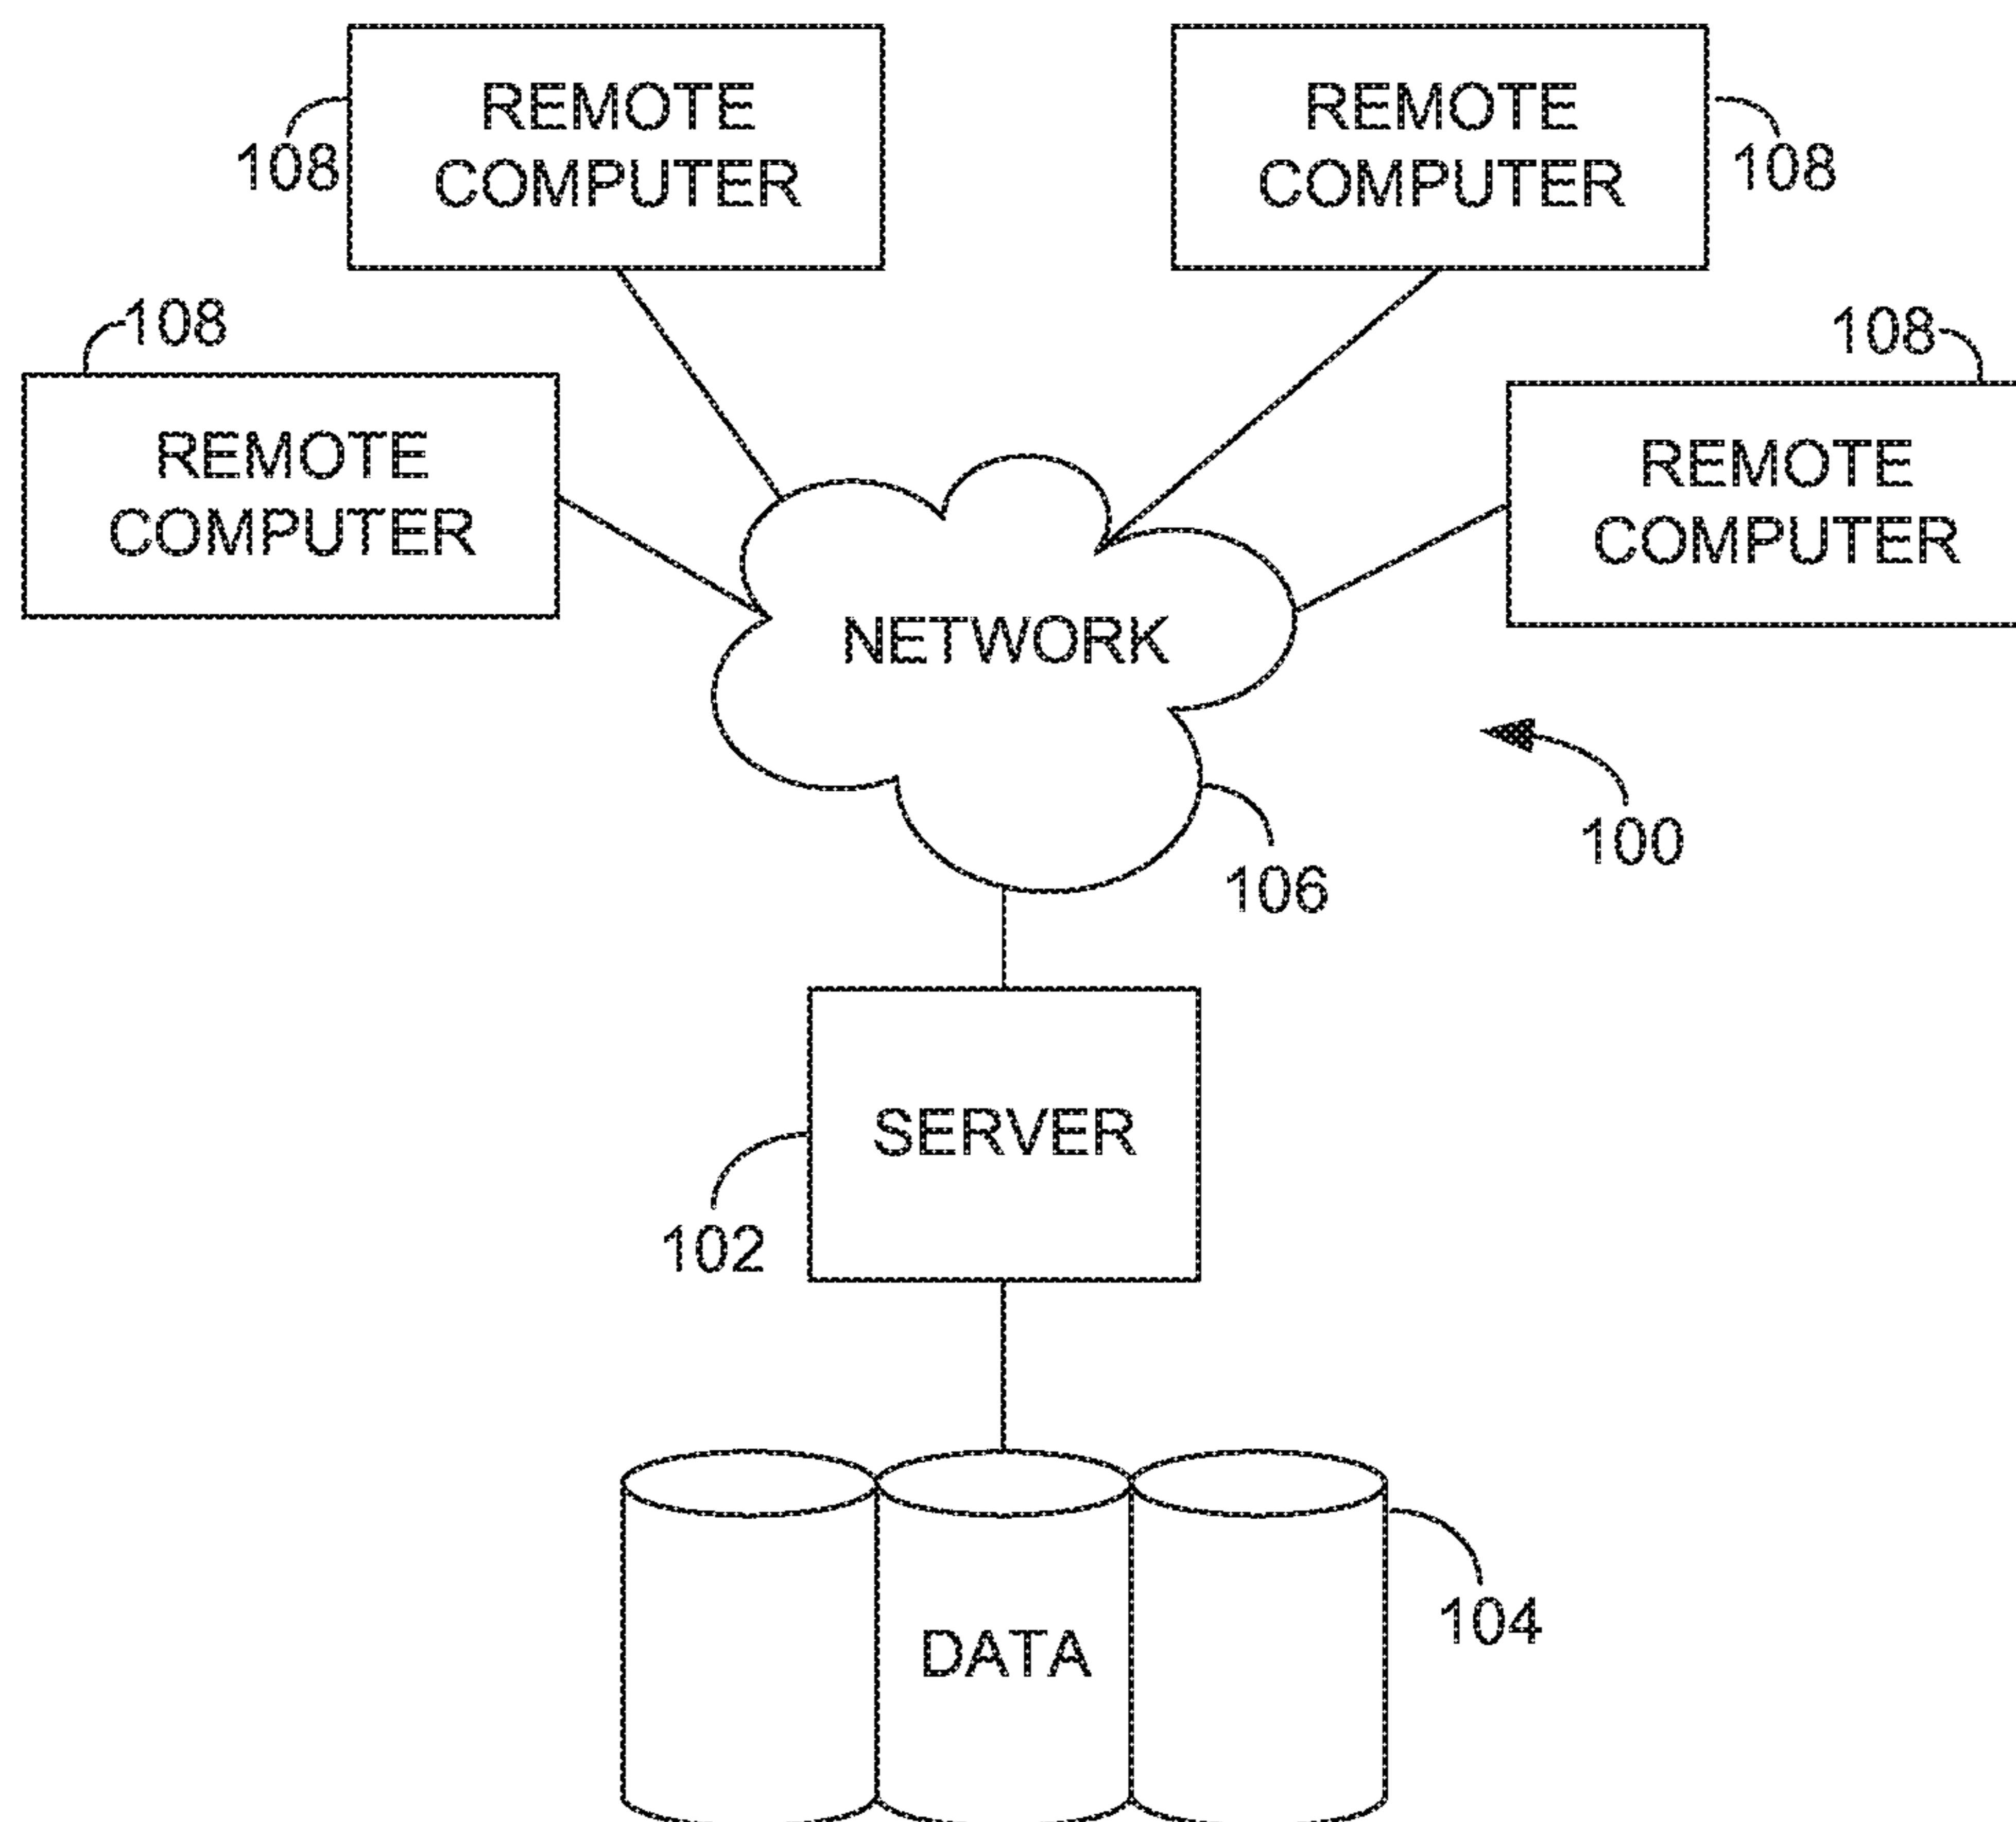 REMOTE
COMPUTER
108
REMOTE
COMPUTER
108
108
REMOTE
COMPUTER
108
REMOTE
COMPUTER
NETWORK
100
106
SERVER
102
104
DATA